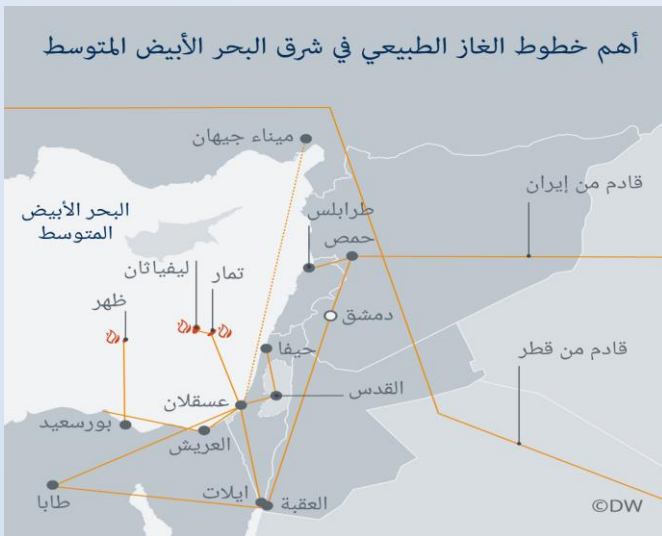 أهم خطوط الغاز الطبيعي في شرق البحر الأبيض المتوسط
ميناء جيهان
قادم من إيران
طرابلس
حمص
البحر الأبيض
المتوسط
ليفياثان
تمار
ظهر
دمشق
حيفا
قادم من قطر
القدس
عسقلان
بورسعيد
العريش
طابا
ايلات
العقبة
©DW